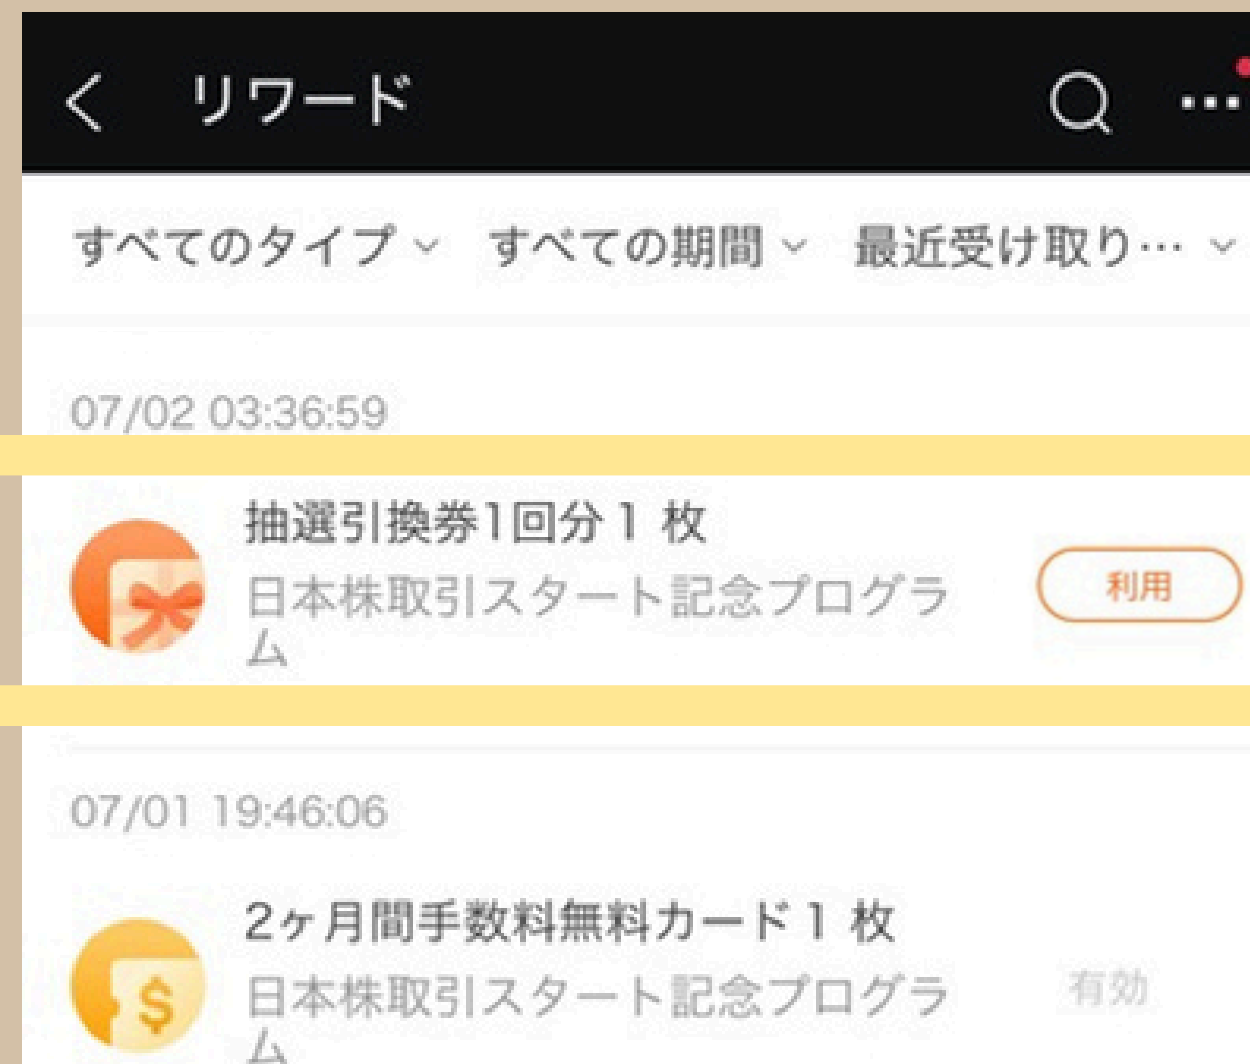 リワード
すべてのタイプ すべての期間 最近受け取り…
07/02 03:36:59
抽選引換券1回分 1 枚
日本株取引スタート記念プログラ
ム
利用
07/01 19:46:06
2ヶ月間手数料無料カード 1 枚
日本株取引スタート記念プログラ
ム
有効